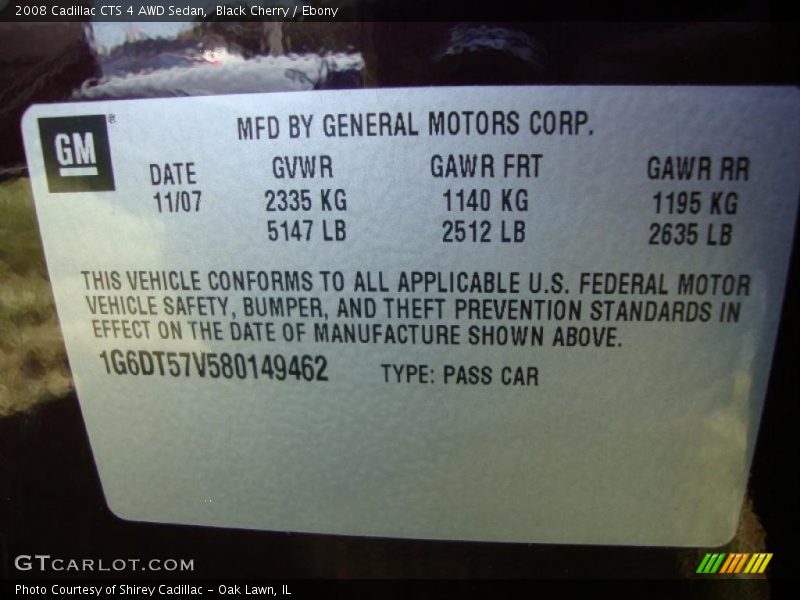 2008 Cadillac CTS 4 AWD Sedan, Black Cherry / Ebony
GM ®
MFD BY GENERAL MOTORS CORP.
DATE GVWR GAWR FRT GAWR RR
11/07 2335 KG 1140 KG 1195 KG
5147 LB 2512 LB 2635 LB
THIS VEHICLE CONFORMS TO ALL APPLICABLE U.S. FEDERAL MOTOR
VEHICLE SAFETY, BUMPER, AND THEFT PREVENTION STANDARDS IN
EFFECT ON THE DATE OF MANUFACTURE SHOWN ABOVE.
1G6DT57V580149462 TYPE: PASS CAR
GTCARLOT.COM
Photo Courtesy of Shirey Cadillac - Oak Lawn, IL